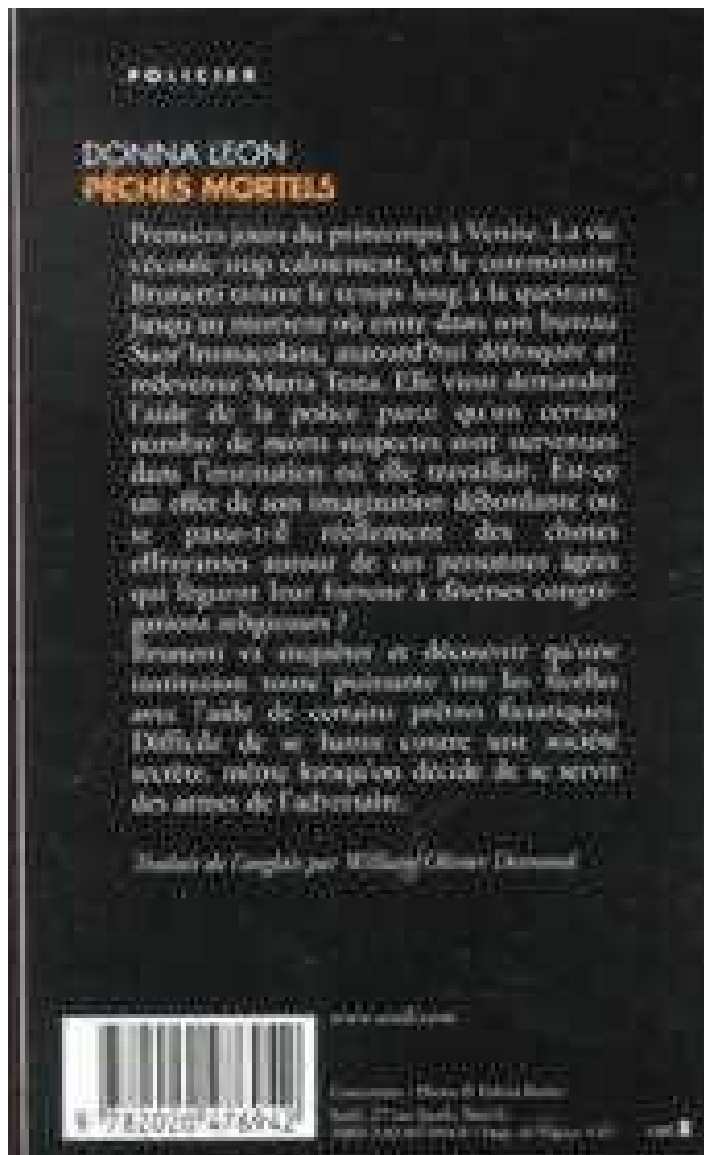 POLICIER
DONNA LEON
PÉCHÉS MORTELS
Premiers jours du printemps à Venise. La vie
s'écoule trop calmement, et le commissaire
Brunetti trouve le temps long à la questure.
Jusqu'au moment où entre dans son bureau
Suor'Immacolata, aujourd'hui défroquée et
redevenue Maria Testa. Elle vient demander
l'aide de la police parce qu'un certain
nombre de morts suspectes sont survenues
dans l'institution où elle travaillait. Est-ce
un effet de son imagination débordante ou
se passe-t-il réellement des choses
effrayantes autour de ces personnes âgées
qui lèguent leur fortune à diverses congré-
gations religieuses ?
Brunetti va enquêter et découvrir qu'une
institution toute puissante tire les ficelles
avec l'aide de certains prêtres fanatiques.
Difficile de se battre contre une société
secrète, même lorsqu'on décide de se servir
des armes de l'adversaire.
Traduit de l'anglais par William Olivier Desmond
www.seuil.com
9 782020 476942